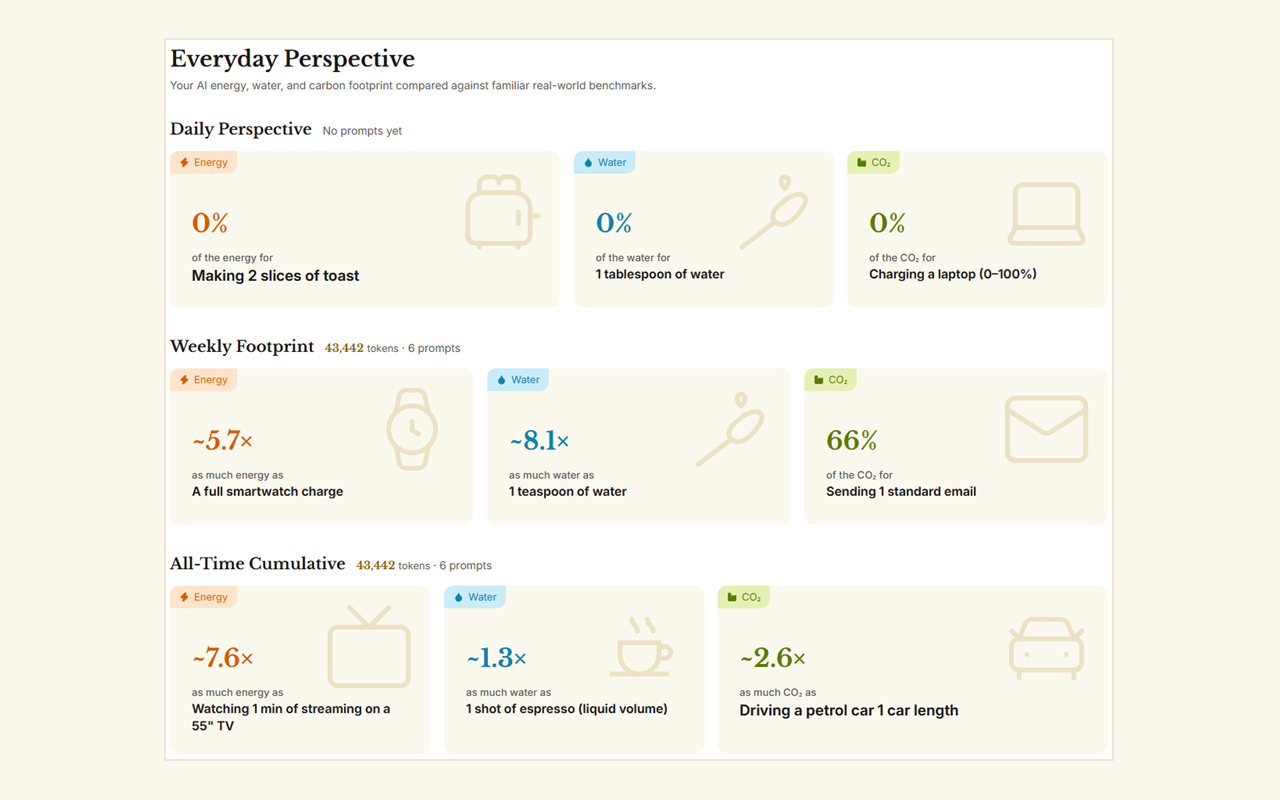 Everyday Perspective
Your AI energy, water, and carbon footprint compared against familiar real-world benchmarks.
Daily Perspective No prompts yet
Energy
0%
of the energy for
Making 2 slices of toast
Water
0%
of the water for
1 tablespoon of water
CO₂
0%
of the CO₂ for
Charging a laptop (0–100%)
Weekly Footprint 43,442 tokens · 6 prompts
Energy
~5.7×
as much energy as
A full smartwatch charge
Water
~8.1×
as much water as
1 teaspoon of water
CO₂
66%
of the CO₂ for
Sending 1 standard email
All-Time Cumulative 43,442 tokens · 6 prompts
Energy
~7.6×
as much energy as
Watching 1 min of streaming on a
55" TV
Water
~1.3×
as much water as
1 shot of espresso (liquid volume)
CO₂
~2.6×
as much CO₂ as
Driving a petrol car 1 car length